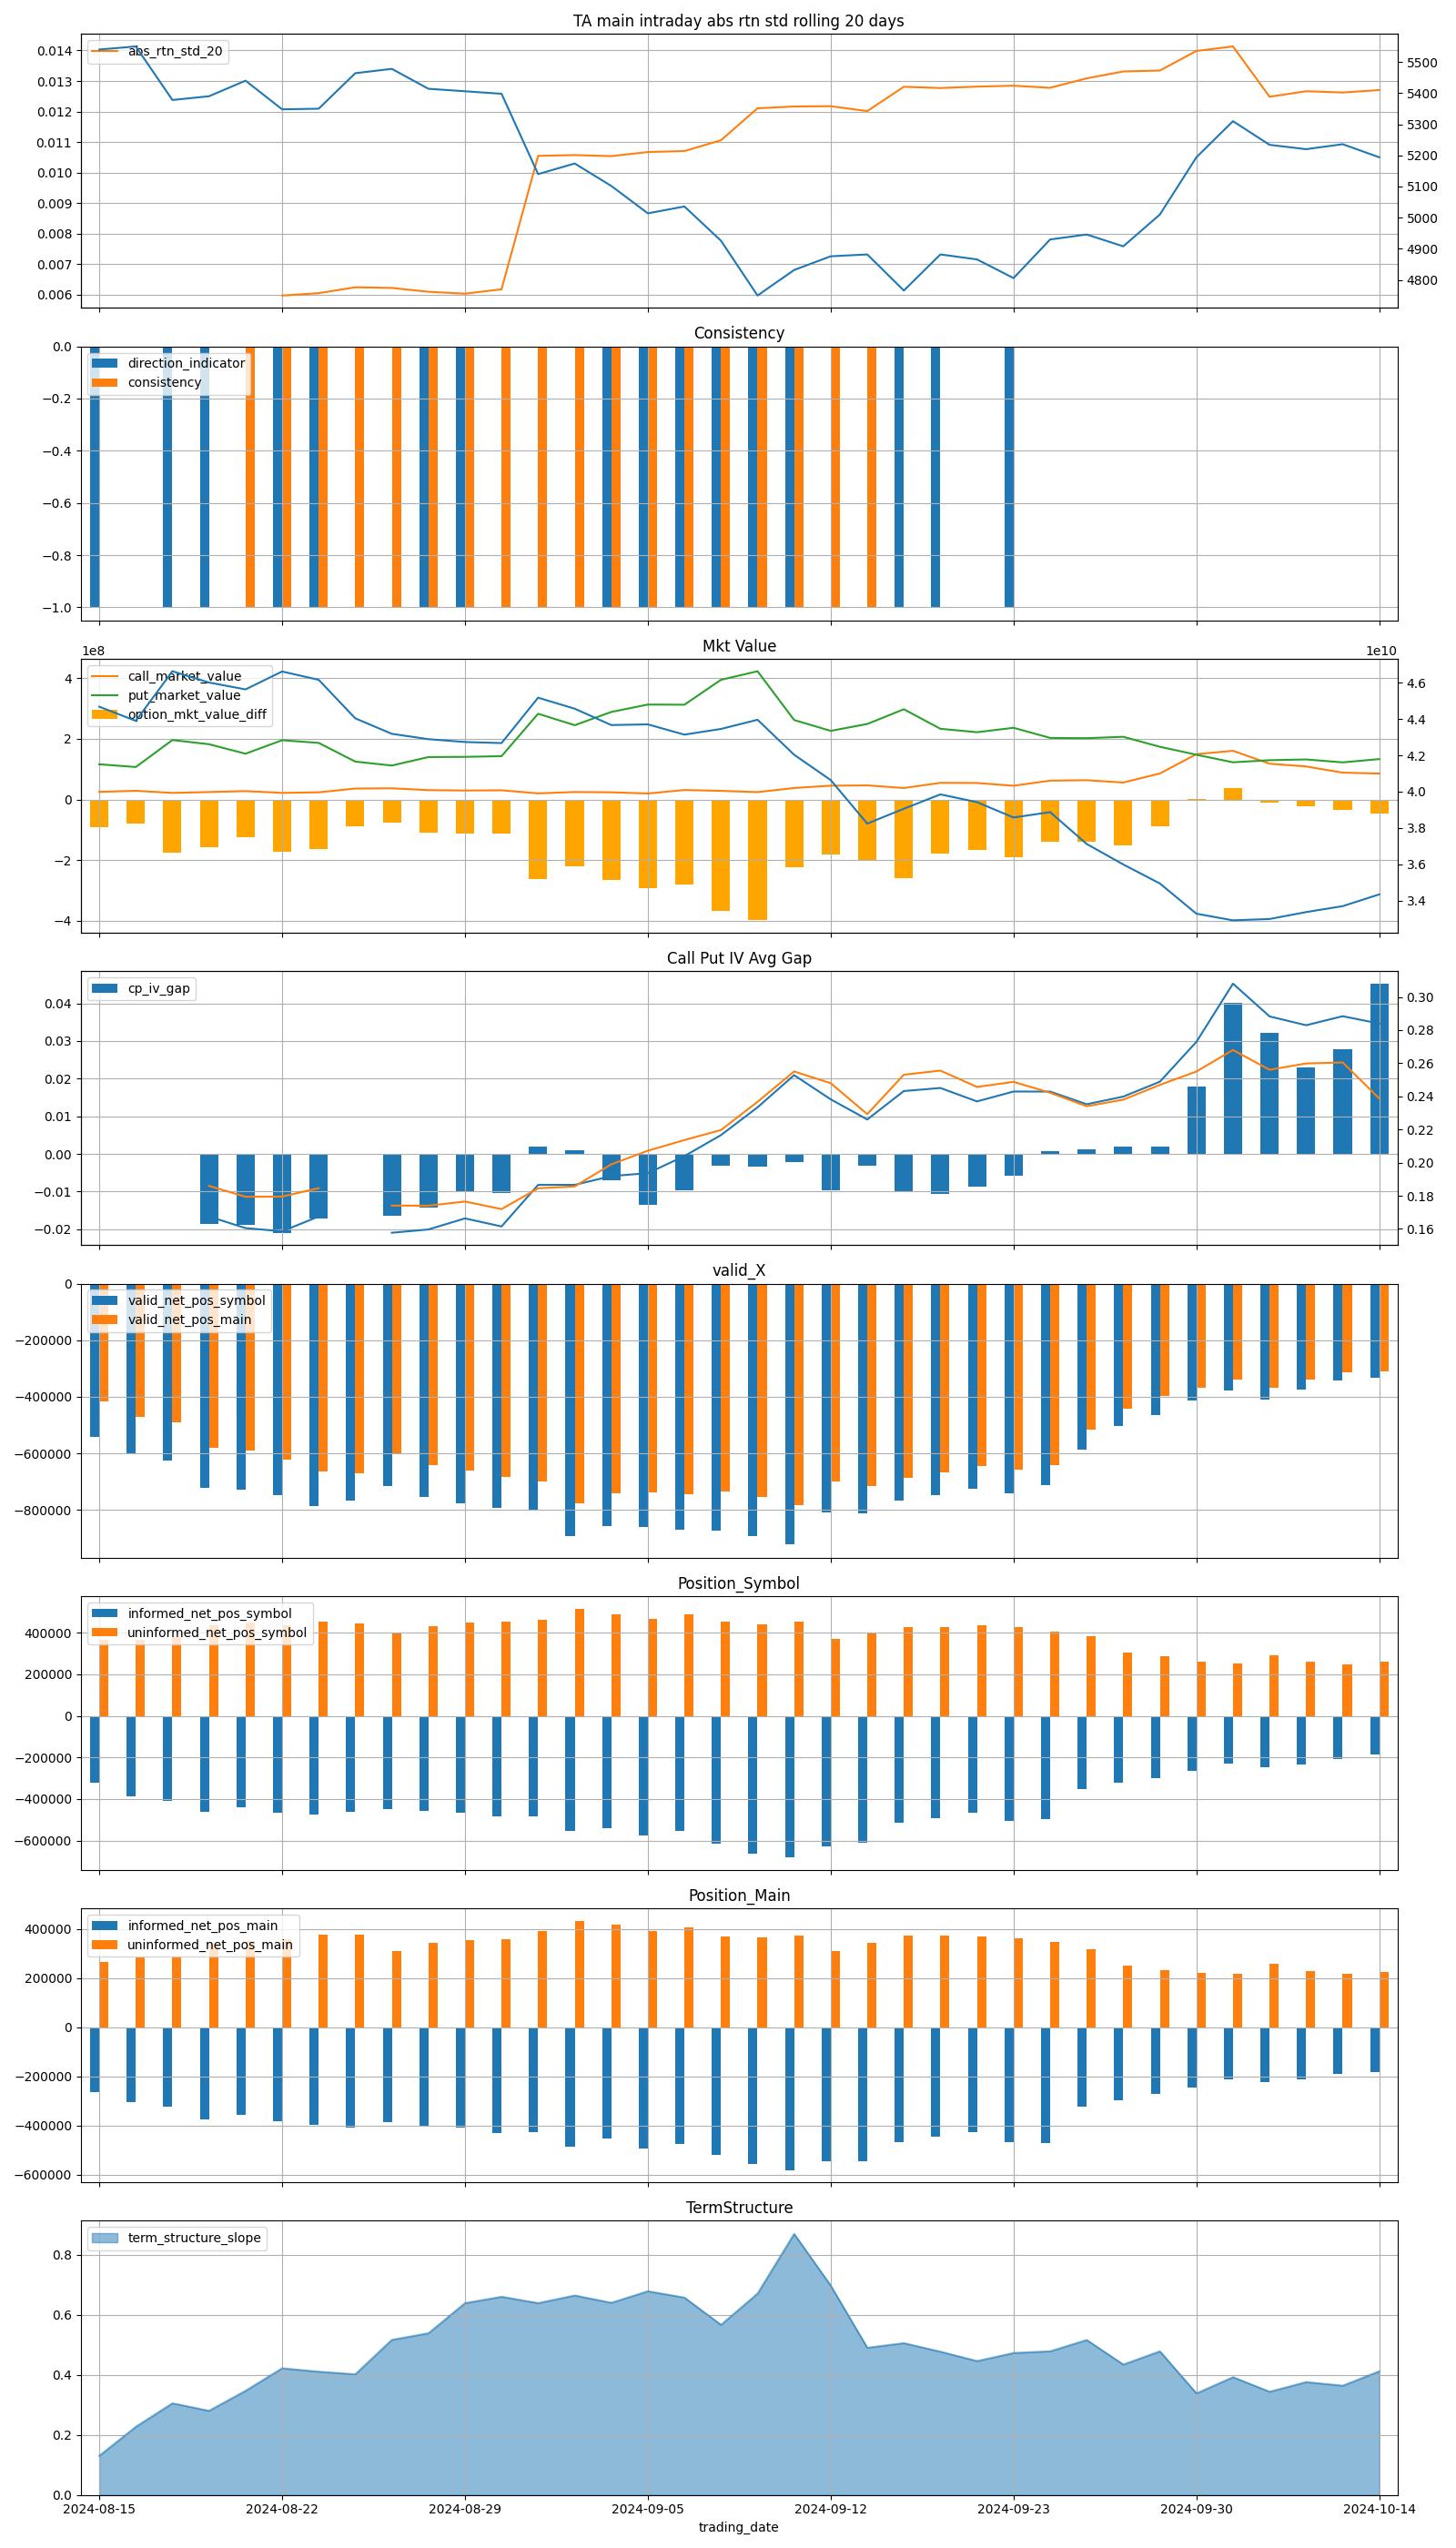 TA main intraday abs rtn std rolling 20 days
abs_rtn_std_20
0.014
0.013
0.012
0.011
0.010
0.009
0.008
0.007
0.006
5500
5400
5300
5200
5100
5000
4900
4800
Consistency
direction_indicator
consistency
0.0
−0.2
−0.4
−0.6
−0.8
−1.0
Mkt Value
1e8
1e10
call_market_value
put_market_value
option_mkt_value_diff
4
2
0
−2
−4
4.6
4.4
4.2
4.0
3.8
3.6
3.4
Call Put IV Avg Gap
cp_iv_gap
0.04
0.03
0.02
0.01
0.00
−0.01
−0.02
0.30
0.28
0.26
0.24
0.22
0.20
0.18
0.16
valid_X
valid_net_pos_symbol
valid_net_pos_main
0
−200000
−400000
−600000
−800000
Position_Symbol
informed_net_pos_symbol
uninformed_net_pos_symbol
400000
200000
0
−200000
−400000
−600000
Position_Main
informed_net_pos_main
uninformed_net_pos_main
400000
200000
0
−200000
−400000
−600000
TermStructure
term_structure_slope
0.8
0.6
0.4
0.2
0.0
2024-08-15 2024-08-22 2024-08-29 2024-09-05 2024-09-12 2024-09-23 2024-09-30 2024-10-14
trading_date